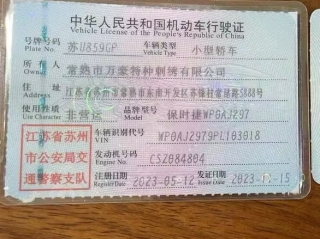 中华人民共和国机动车行驶证
Vehicle License of the People's Republic of China
号牌号码 苏U859GP 车辆类型 小型轿车
Plate No. Vehicle Type
所有人 常熟市万豪特种刺绣有限公司
Owner
住址
Address
使用性质 非营运 品牌型号 保时捷WP0AJ297
Use Character Model
江苏省苏州
市公安局交
通警察支队
车辆识别代号 WP0AJ2979PL103018
VIN
发动机号码 CSZ084804
Engine No.
注册日期 2023-05-12 发证日期
Register Date Issue Date